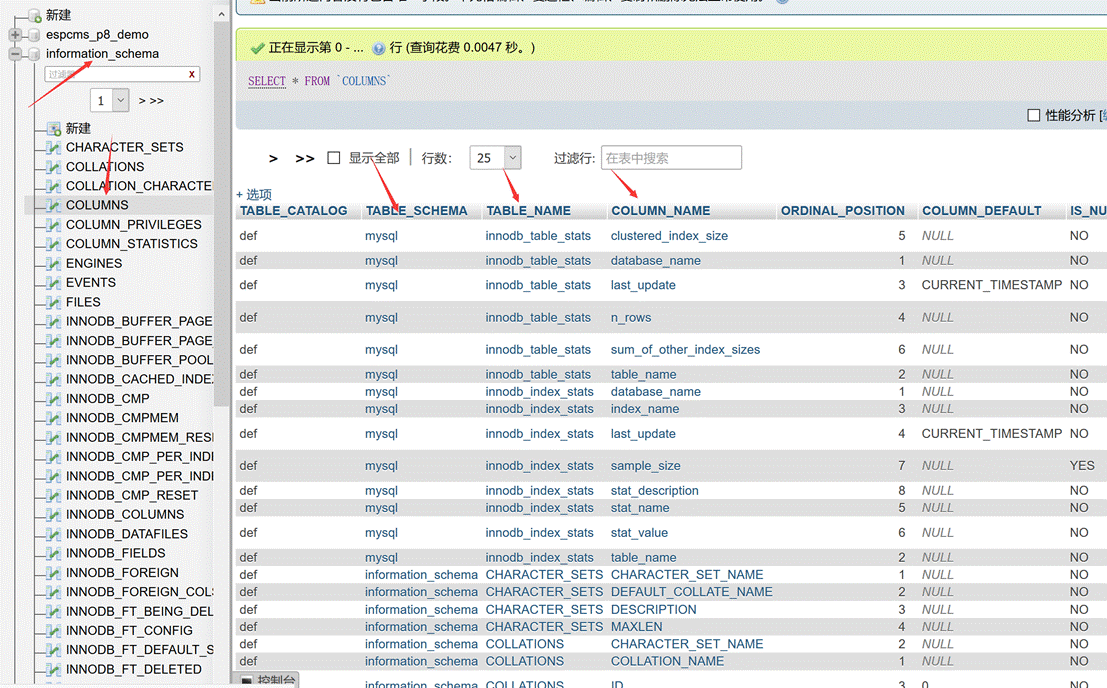 新建
espcms_p8_demo
information_schema
x
1 > >>
新建
CHARACTER_SETS
COLLATIONS
COLLATION_CHARACTE
COLUMNS
COLUMN_PRIVILEGES
COLUMN_STATISTICS
ENGINES
EVENTS
FILES
INNODB_BUFFER_PAGE
INNODB_BUFFER_PAGE
INNODB_BUFFER_POOL
INNODB_CACHED_INDE
INNODB_CMP
INNODB_CMPMEM
INNODB_CMPMEM_RES
INNODB_CMP_PER_INDE
INNODB_CMP_PER_INDE
INNODB_CMP_RESET
INNODB_COLUMNS
INNODB_DATAFILES
INNODB_FIELDS
INNODB_FOREIGN
INNODB_FOREIGN_COL
INNODB_FT_BEING_DEL
INNODB_FT_CONFIG
INNODB_FT_DEFAULT_S
INNODB_FT_DELETED
正在显示第 0 - ... 行 (查询花费 0.0047 秒。)
SELECT * FROM `COLUMNS`
性能分析 [
> >> 显示全部 | 行数: 25 过滤行: 在表中搜索
+ 选项
TABLE_CATALOG TABLE_SCHEMA TABLE_NAME COLUMN_NAME ORDINAL_POSITION COLUMN_DEFAULT IS_NU
def mysql innodb_table_stats clustered_index_size 5 NULL NO
def mysql innodb_table_stats database_name 1 NULL NO
def mysql innodb_table_stats last_update 3 CURRENT_TIMESTAMP NO
def mysql innodb_table_stats n_rows 4 NULL NO
def mysql innodb_table_stats sum_of_other_index_sizes 6 NULL NO
def mysql innodb_table_stats table_name 2 NULL NO
def mysql innodb_index_stats database_name 1 NULL NO
def mysql innodb_index_stats index_name 3 NULL NO
def mysql innodb_index_stats last_update 4 CURRENT_TIMESTAMP NO
def mysql innodb_index_stats sample_size 7 NULL YES
def mysql innodb_index_stats stat_description 8 NULL NO
def mysql innodb_index_stats stat_name 5 NULL NO
def mysql innodb_index_stats stat_value 6 NULL NO
def mysql innodb_index_stats table_name 2 NULL NO
def information_schema CHARACTER_SETS CHARACTER_SET_NAME 1 NULL NO
def information_schema CHARACTER_SETS DEFAULT_COLLATE_NAME 2 NULL NO
def information_schema CHARACTER_SETS DESCRIPTION 3 NULL NO
def information_schema CHARACTER_SETS MAXLEN 4 NULL NO
def information_schema COLLATIONS CHARACTER_SET_NAME 2 NULL NO
def information_schema COLLATIONS COLLATION_NAME 1 NULL NO
def information_schema COLLATIONS ID 3 0 NO
控制台